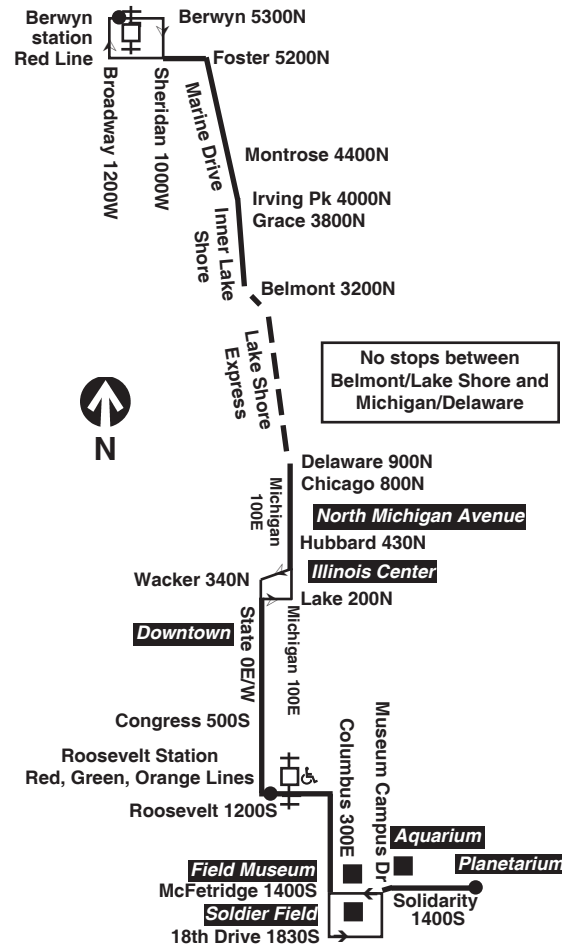 Berwyn
station
Red Line
Berwyn 5300N
Foster 5200N
Broadway 1200W
Sheridan 1000W
Marine Drive
Montrose 4400N
Irving Pk 4000N
Grace 3800N
Inner Lake
Shore
Belmont 3200N
Lake Shore
Express
No stops between
Belmont/Lake Shore and
Michigan/Delaware
N
Delaware 900N
Chicago 800N
Michigan
100E
North Michigan Avenue
Hubbard 430N
Illinois Center
Wacker 340N
Lake 200N
Downtown
State 0E/W
Michigan 100E
Congress 500S
Roosevelt Station
Red, Green, Orange Lines
Roosevelt 1200S
Columbus 300E
Museum Campus Dr
Aquarium
Planetarium
Field Museum
McFetridge 1400S
Solidarity
1400S
Soldier Field
18th Drive 1830S